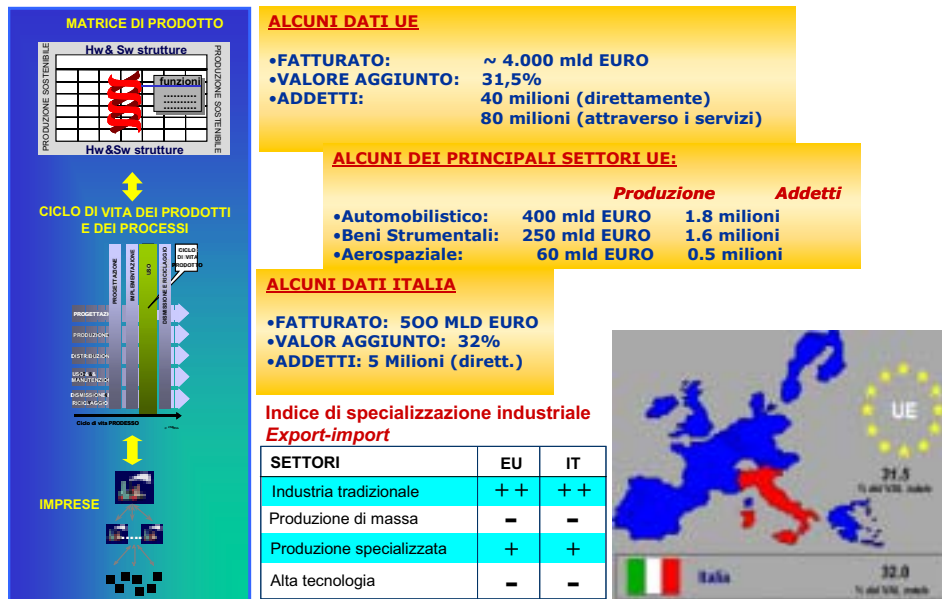 MATRICE DI PRODOTTO
Hw& Sw strutture
PRODUZIONE SOSTENIBILE
funzioni
PRODUZIONE SOSTENIBILE
Hw&Sw strutture
CICLO DI VITA DEI PRODOTTI
E DEI PROCESSI
CICLO
DI VITA
PRODOTTO
PROGETTAZIONE
IMPLEMENTAZIONE
USO
DISMISSIONE E RICICLAGGIO
PROGETTAZI
PRODUZIONE
DISTRIBUZION
USO & &
MANUTENZIO
DISMISSIONE
RICICLAGGIO
Ciclo di vita PROCESSO
IMPRESE
ALCUNI DATI UE
•FATTURATO: ~ 4.000 mld EURO
•VALORE AGGIUNTO: 31,5%
•ADDETTI: 40 milioni (direttamente)
80 milioni (attraverso i servizi)
ALCUNI DEI PRINCIPALI SETTORI UE:
Produzione Addetti
•Automobilistico: 400 mld EURO 1.8 milioni
•Beni Strumentali: 250 mld EURO 1.6 milioni
•Aerospaziale: 60 mld EURO 0.5 milioni
ALCUNI DATI ITALIA
•FATTURATO: 500 MLD EURO
•VALOR AGGIUNTO: 32%
•ADDETTI: 5 Milioni (dirett.)
Indice di specializzazione industriale
Export-import
SETTORI EU IT
Industria tradizionale ++ ++
Produzione di massa - -
Produzione specializzata + +
Alta tecnologia - -
UE
31.5
Italia
32.0